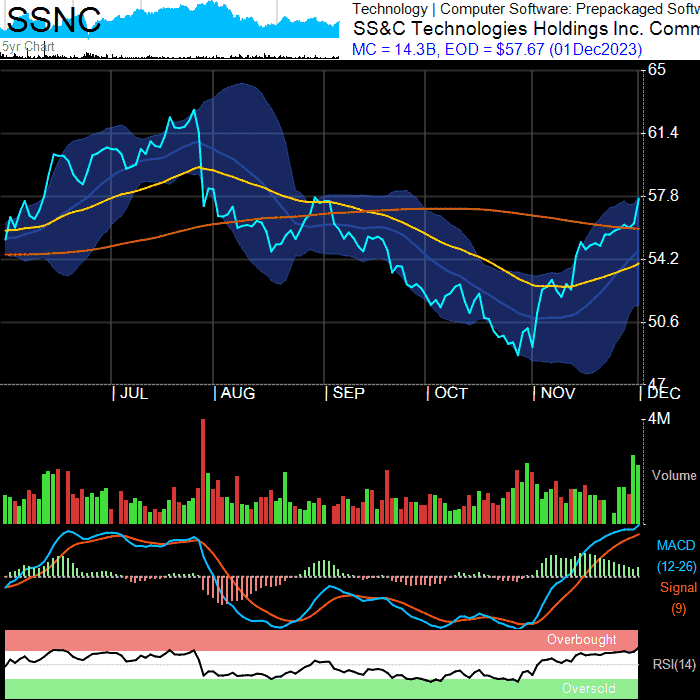 SSNC
5yr Chart
Technology | Computer Software: Prepackaged Softw
SS&C Technologies Holdings Inc. Comm
MC = 14.3B, EOD = $57.67 (01Dec2023)
65
61.4
57.8
54.2
50.6
47
JUL AUG SEP OCT NOV DEC
4M
Volume
MACD
(12-26)
Signal
(9)
Overbought
RSI(14)
Oversold